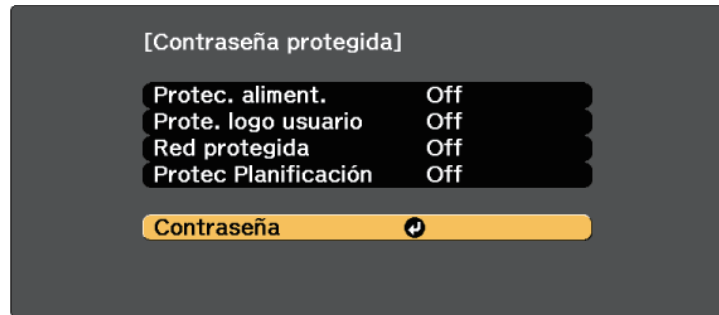 [Contraseña protegida]
Protec. aliment. Off
Prote. logo usuario Off
Red protegida Off
Protec Planificación Off
Contraseña